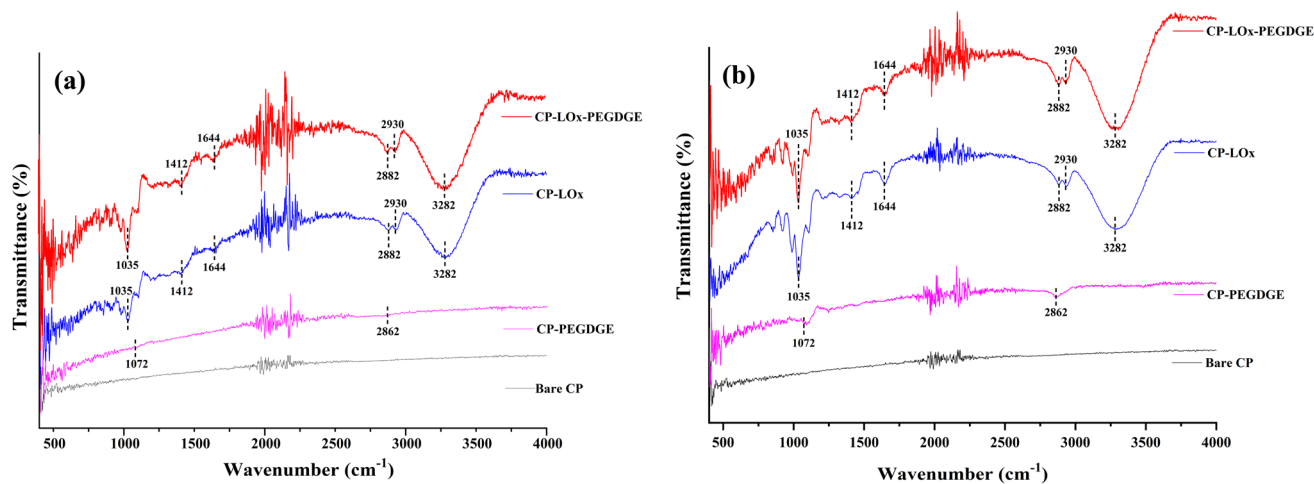 (a)
Transmittance (%)
1035
1412
1644
2882
2930
3282
CP-LOx-PEGDGE
1035
1412
1644
2882
2930
3282
CP-LOx
1072
2862
CP-PEGDGE
Bare CP
500 1000 1500 2000 2500 3000 3500 4000
Wavenumber (cm⁻¹)
(b)
Transmittance (%)
1035
1412
1644
2882
2930
3282
CP-LOx-PEGDGE
1035
1412
1644
2882
2930
3282
CP-LOx
1072
2862
CP-PEGDGE
Bare CP
500 1000 1500 2000 2500 3000 3500 4000
Wavenumber (cm⁻¹)